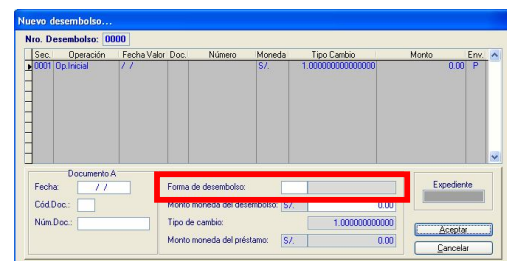 Nuevo desembolso...
Nro. Desembolso: 0000
Sec. Operación Fecha Valor Doc. Número Moneda Tipo Cambio Monto Env.
0001 Op.Inicial / / S/. 1.000000000000000 0.00 P
Documento A
Fecha: / / Forma de desembolso: Expediente
Cód.Doc.: Monto moneda del desembolso: S/. 0.00
Núm.Doc.: Tipo de cambio: 1.000000000000 Aceptar
Monto moneda del préstamo: S/. 0.00 Cancelar